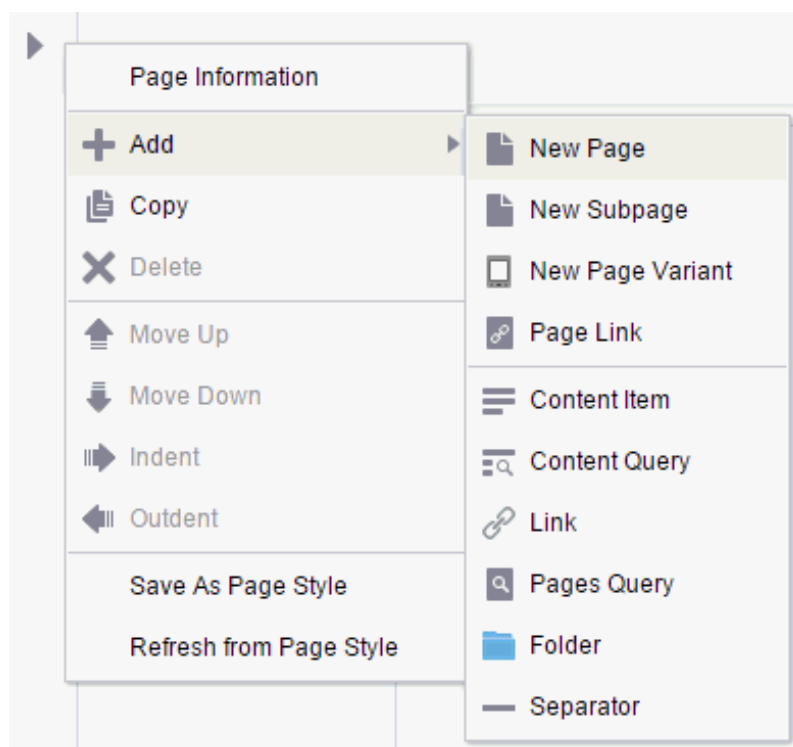 Page Information
Add
Copy
Delete
Move Up
Move Down
Indent
Outdent
Save As Page Style
Refresh from Page Style
New Page
New Subpage
New Page Variant
Page Link
Content Item
Content Query
Link
Pages Query
Folder
Separator